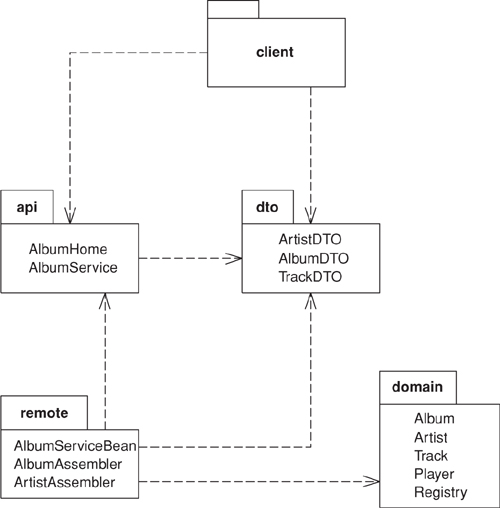 client
api
AlbumHome
AlbumService
dto
ArtistDTO
AlbumDTO
TrackDTO
remote
AlbumServiceBean
AlbumAssembler
ArtistAssembler
domain
Album
Artist
Track
Player
Registry